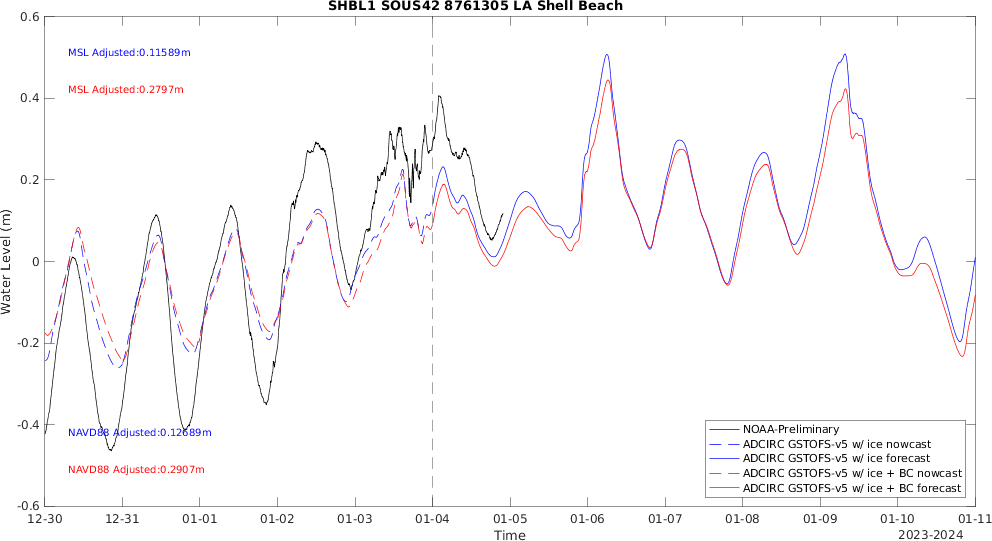 SHBL1 SOUS42 8761305 LA Shell Beach
0.6
0.4
0.2
0
-0.2
-0.4
-0.6
Water Level (m)
MSL Adjusted:0.11589m
MSL Adjusted:0.2797m
NAVD88 Adjusted:0.12689m
NAVD88 Adjusted:0.2907m
NOAA-Preliminary
ADCIRC GSTOFS-v5 w/ ice nowcast
ADCIRC GSTOFS-v5 w/ ice forecast
ADCIRC GSTOFS-v5 w/ ice + BC nowcast
ADCIRC GSTOFS-v5 w/ ice + BC forecast
12-30 12-31 01-01 01-02 01-03 01-04 01-05 01-06 01-07 01-08 01-09 01-10 01-11
Time
2023-2024